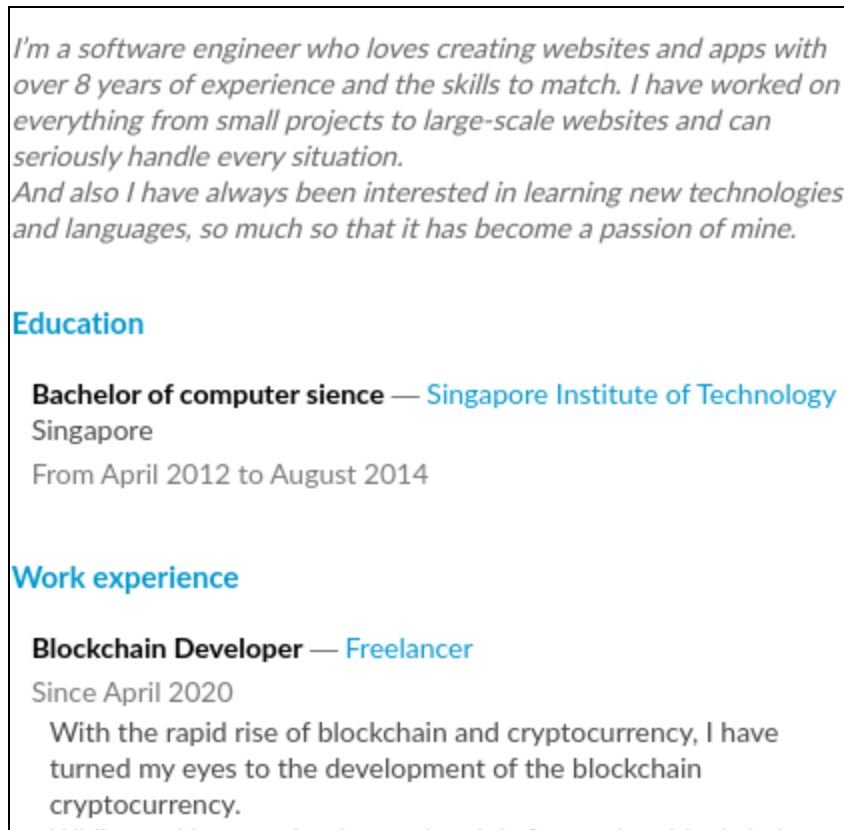 I'm a software engineer who loves creating websites and apps with
over 8 years of experience and the skills to match. I have worked on
everything from small projects to large-scale websites and can
seriously handle every situation.
And also I have always been interested in learning new technologies
and languages, so much so that it has become a passion of mine.
Education
Bachelor of computer sience — Singapore Institute of Technology
Singapore
From April 2012 to August 2014
Work experience
Blockchain Developer — Freelancer
Since April 2020
With the rapid rise of blockchain and cryptocurrency, I have
turned my eyes to the development of the blockchain
cryptocurrency.